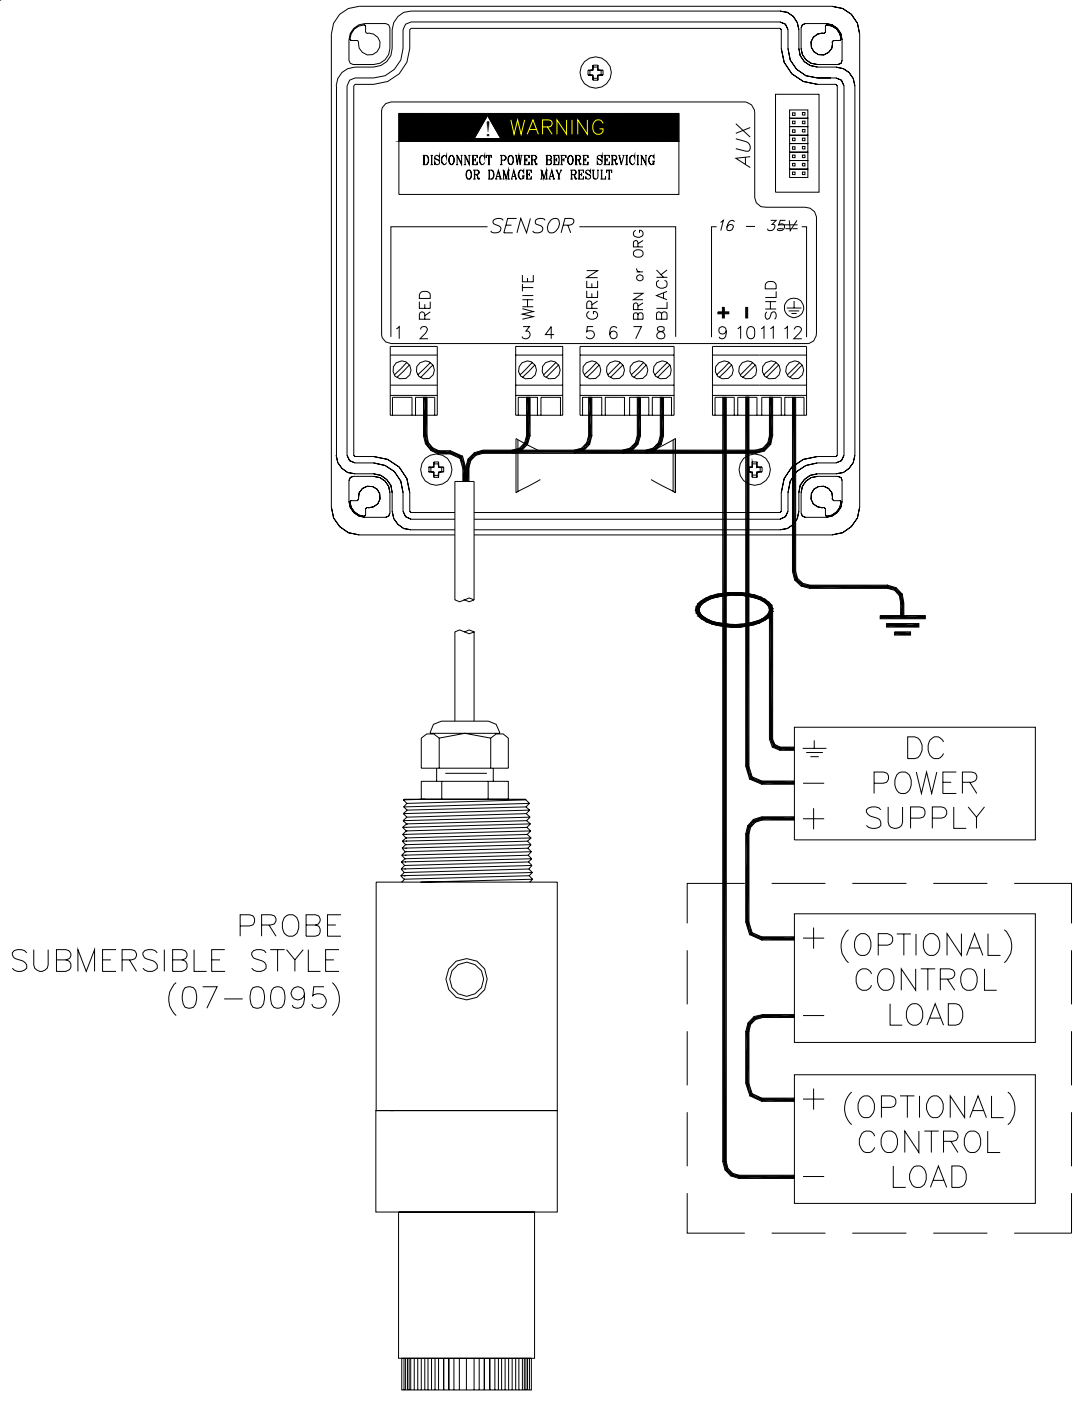 WARNING
DISCONNECT POWER BEFORE SERVICING
OR DAMAGE MAY RESULT
AUX
SENSOR
16 - 35V
RED
WHITE
GREEN
BRN or ORG
BLACK
+ - SHLD
1 2 3 4 5 6 7 8 9 10 11 12
DC
POWER
SUPPLY
-
+
PROBE
SUBMERSIBLE STYLE
(07-0095)
+
(OPTIONAL)
CONTROL
LOAD
-
+
(OPTIONAL)
CONTROL
LOAD
-